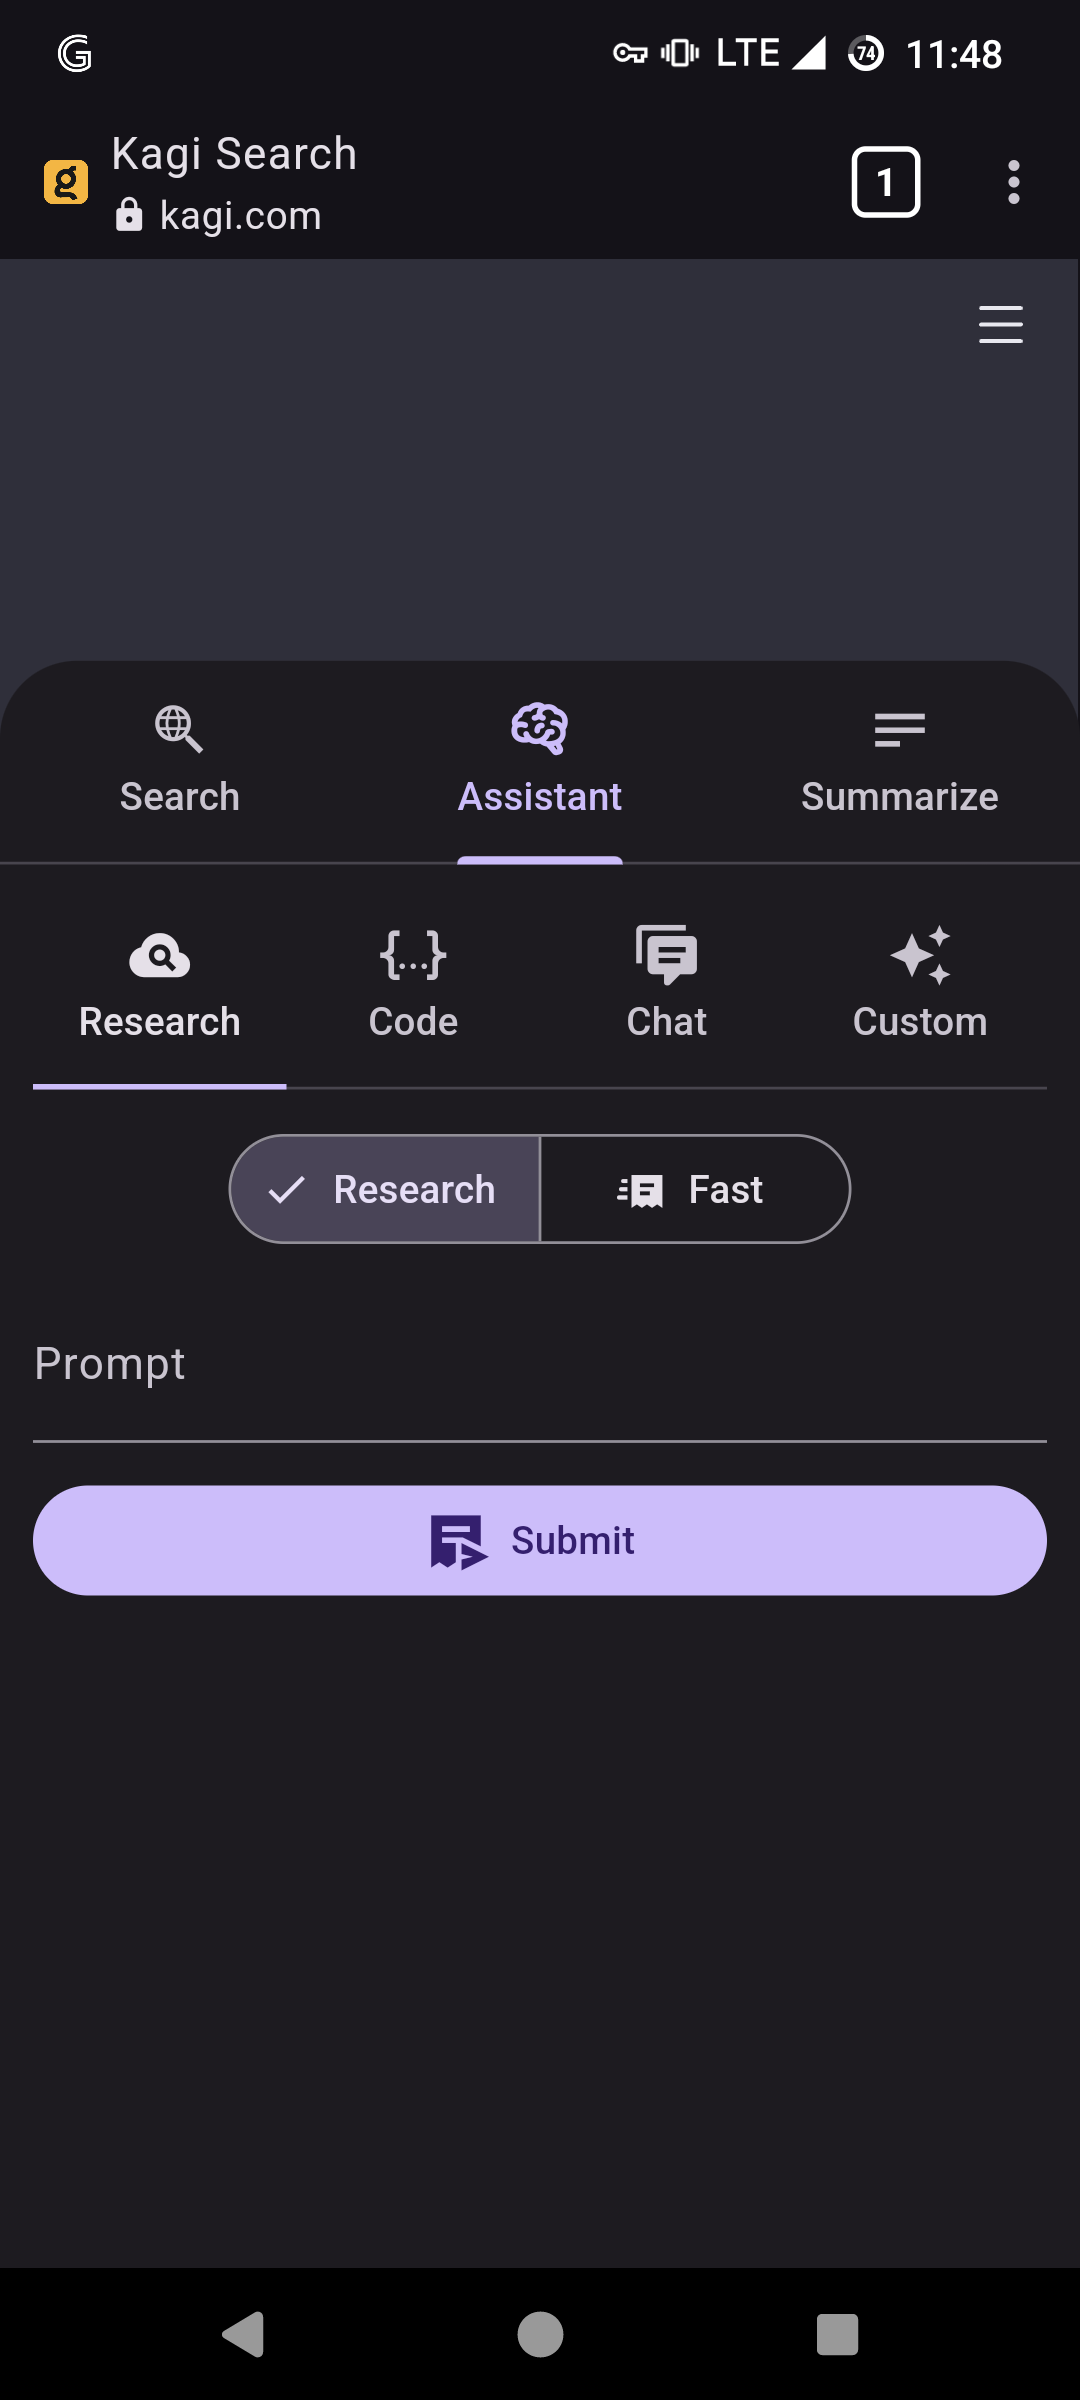 LTE 74 11:48
Kagi Search
kagi.com
1
Search Assistant Summarize
Research Code Chat Custom
Research Fast
Prompt
Submit